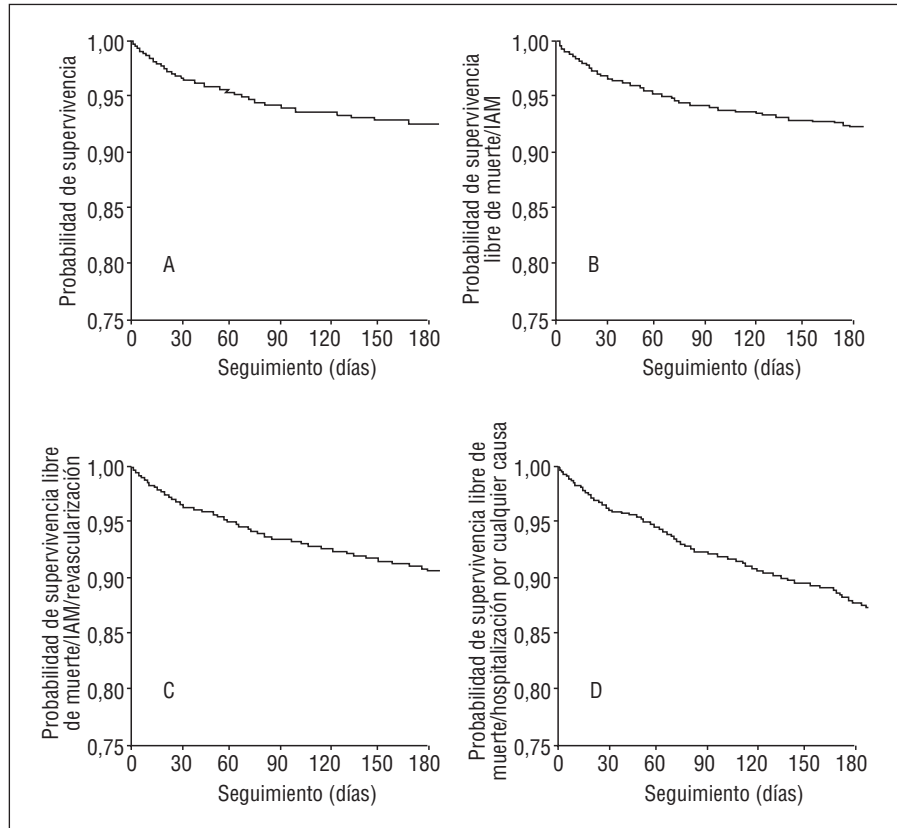 Probabilidad de supervivencia
1,00
0,95
0,90
0,85
0,80
0,75
A
0 30 60 90 120 150 180
Seguimiento (días)
Probabilidad de supervivencia
libre de muerte/IAM
1,00
0,95
0,90
0,85
0,80
0,75
B
0 30 60 90 120 150 180
Seguimiento (días)
Probabilidad de supervivencia libre
de muerte/IAM/revascularización
1,00
0,95
0,90
0,85
0,80
0,75
C
0 30 60 90 120 150 180
Seguimiento (días)
Probabilidad de supervivencia libre de
muerte/hospitalización por cualquier causa
1,00
0,95
0,90
0,85
0,80
0,75
D
0 30 60 90 120 150 180
Seguimiento (días)